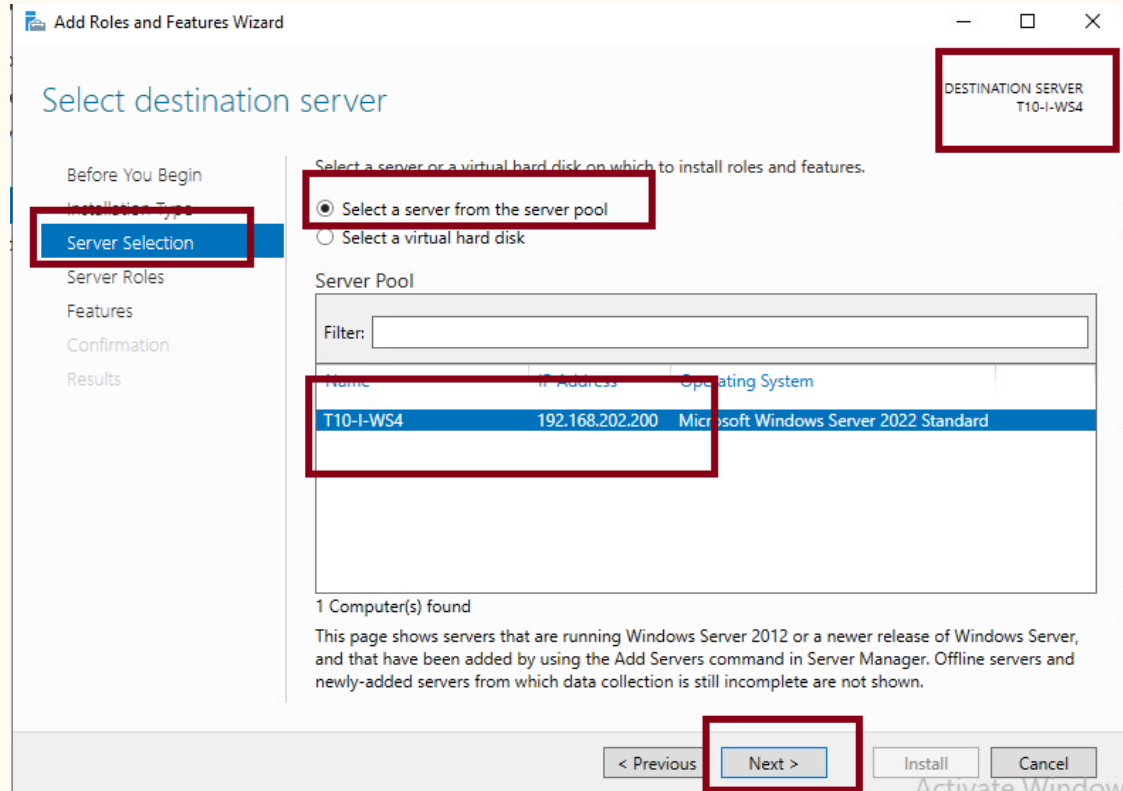 Add Roles and Features Wizard
Select destination server
DESTINATION SERVER
T10-I-WS4
Before You Begin
Installation Type
Server Selection
Server Roles
Features
Confirmation
Results
Select a server or a virtual hard disk on which to install roles and features.
Select a server from the server pool
Select a virtual hard disk
Server Pool
Filter:
Name IP Address Operating System
T10-I-WS4 192.168.202.200 Microsoft Windows Server 2022 Standard
1 Computer(s) found
This page shows servers that are running Windows Server 2012 or a newer release of Windows Server,
and that have been added by using the Add Servers command in Server Manager. Offline servers and
newly-added servers from which data collection is still incomplete are not shown.
< Previous Next > Install Cancel
Activate Window